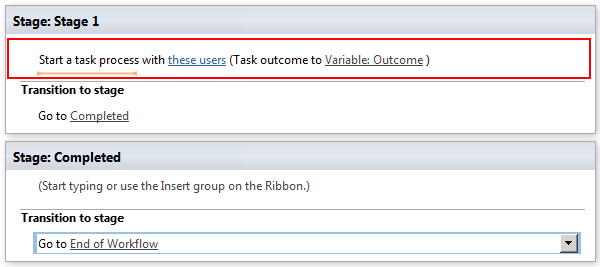 Stage: Stage 1
Start a task process with these users (Task outcome to Variable: Outcome )
Transition to stage
Go to Completed
Stage: Completed
(Start typing or use the Insert group on the Ribbon.)
Transition to stage
Go to End of Workflow